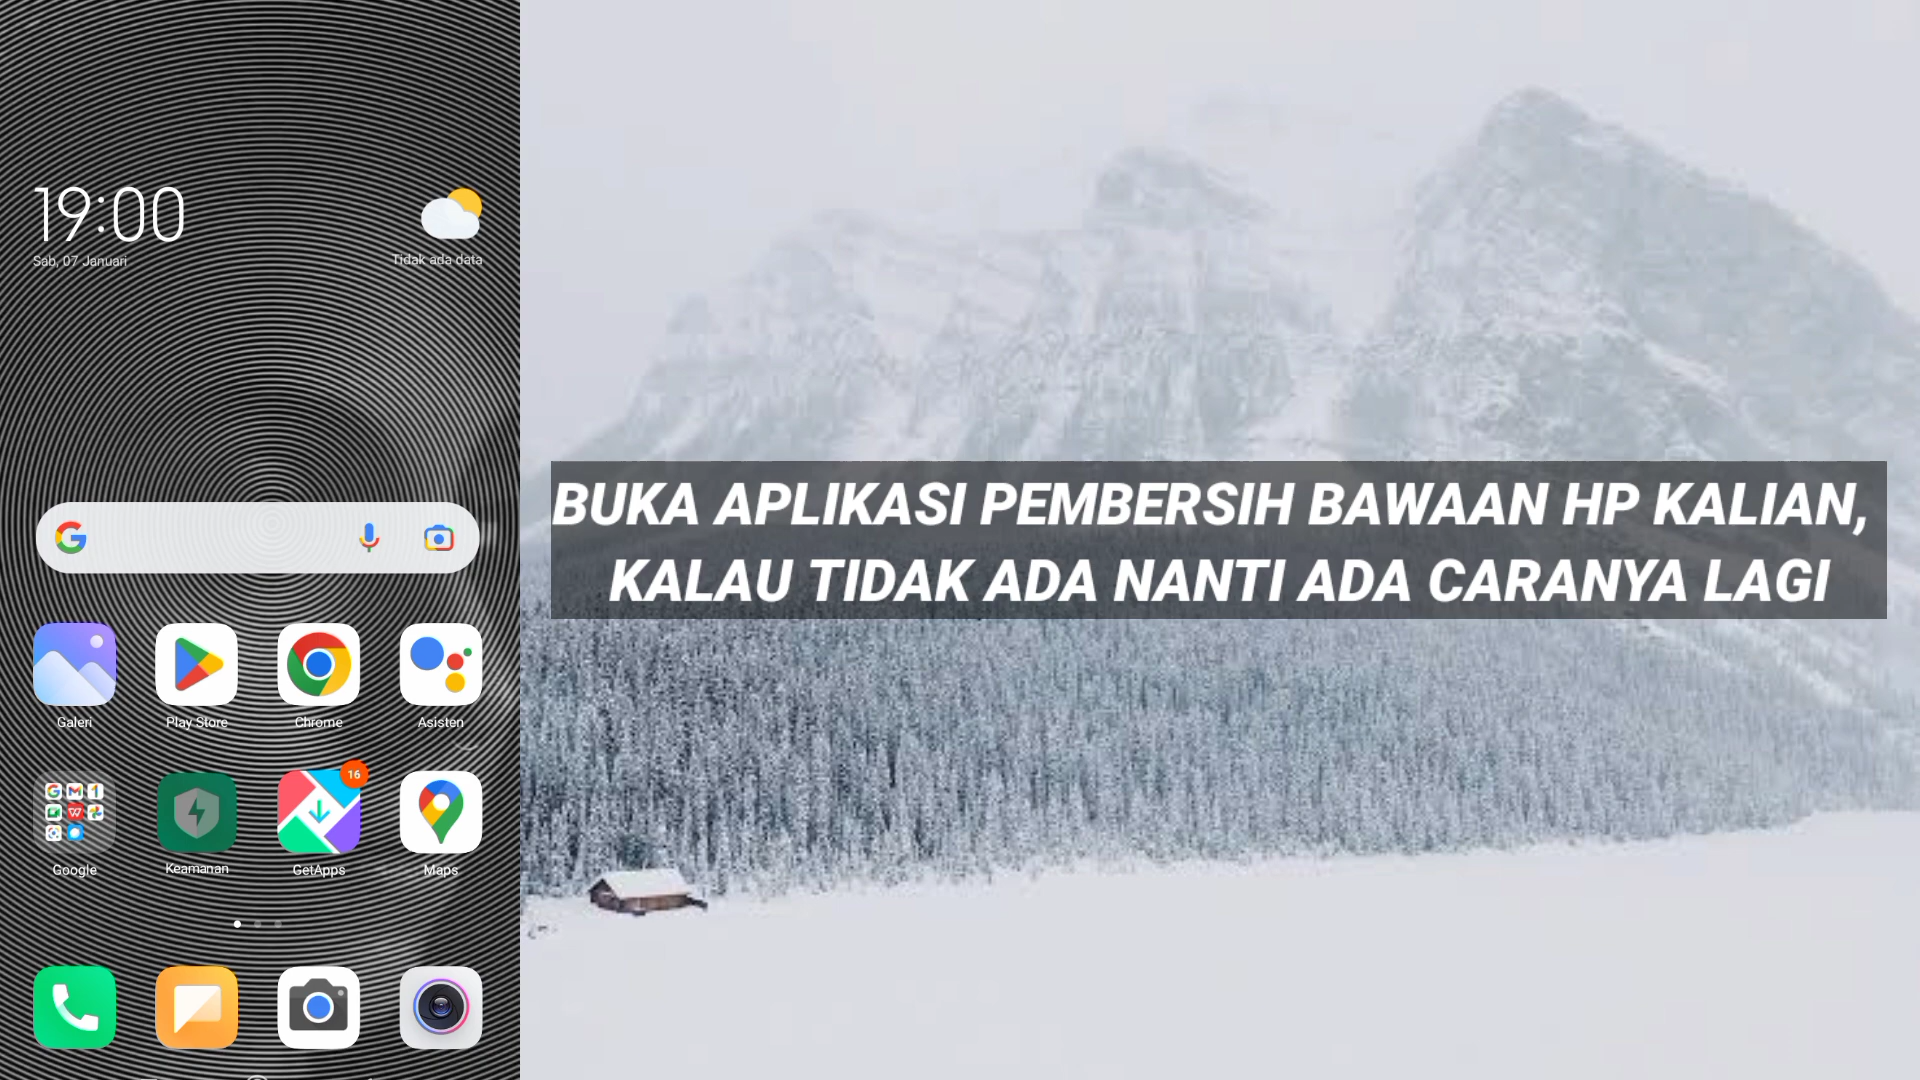 19:00
Sab, 07 Januari
Tidak ada data
BUKA APLIKASI PEMBERSIH BAWAAN HP KALIAN,
KALAU TIDAK ADA NANTI ADA CARANYA LAGI
Galeri
Play Store
Chrome
Asisten
16
Google
Keamanan
GetApps
Maps